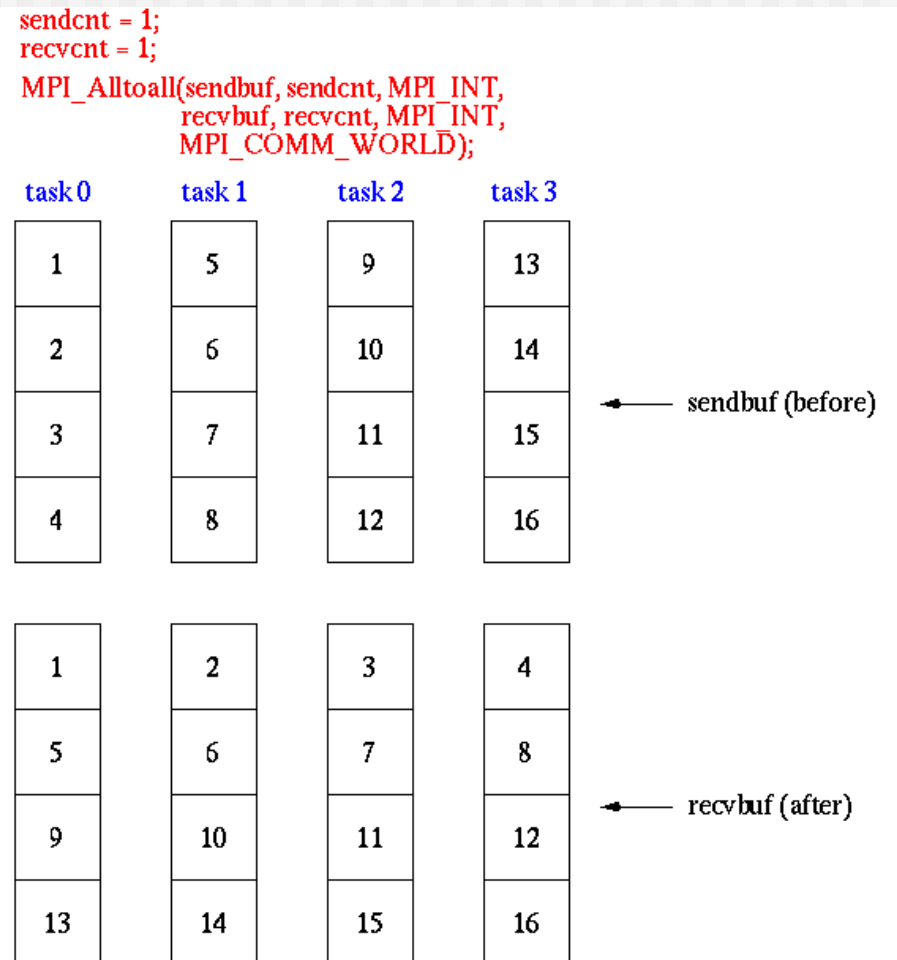 sendcnt = 1;
recvcnt = 1;
MPI_Alltoall(sendbuf, sendcnt, MPI_INT,
recvbuf, recvcnt, MPI_INT,
MPI_COMM_WORLD);
task 0 task 1 task 2 task 3
1 5 9 13
2 6 10 14
sendbuf (before)
3 7 11 15
4 8 12 16
1 2 3 4
5 6 7 8
recvbuf (after)
9 10 11 12
13 14 15 16